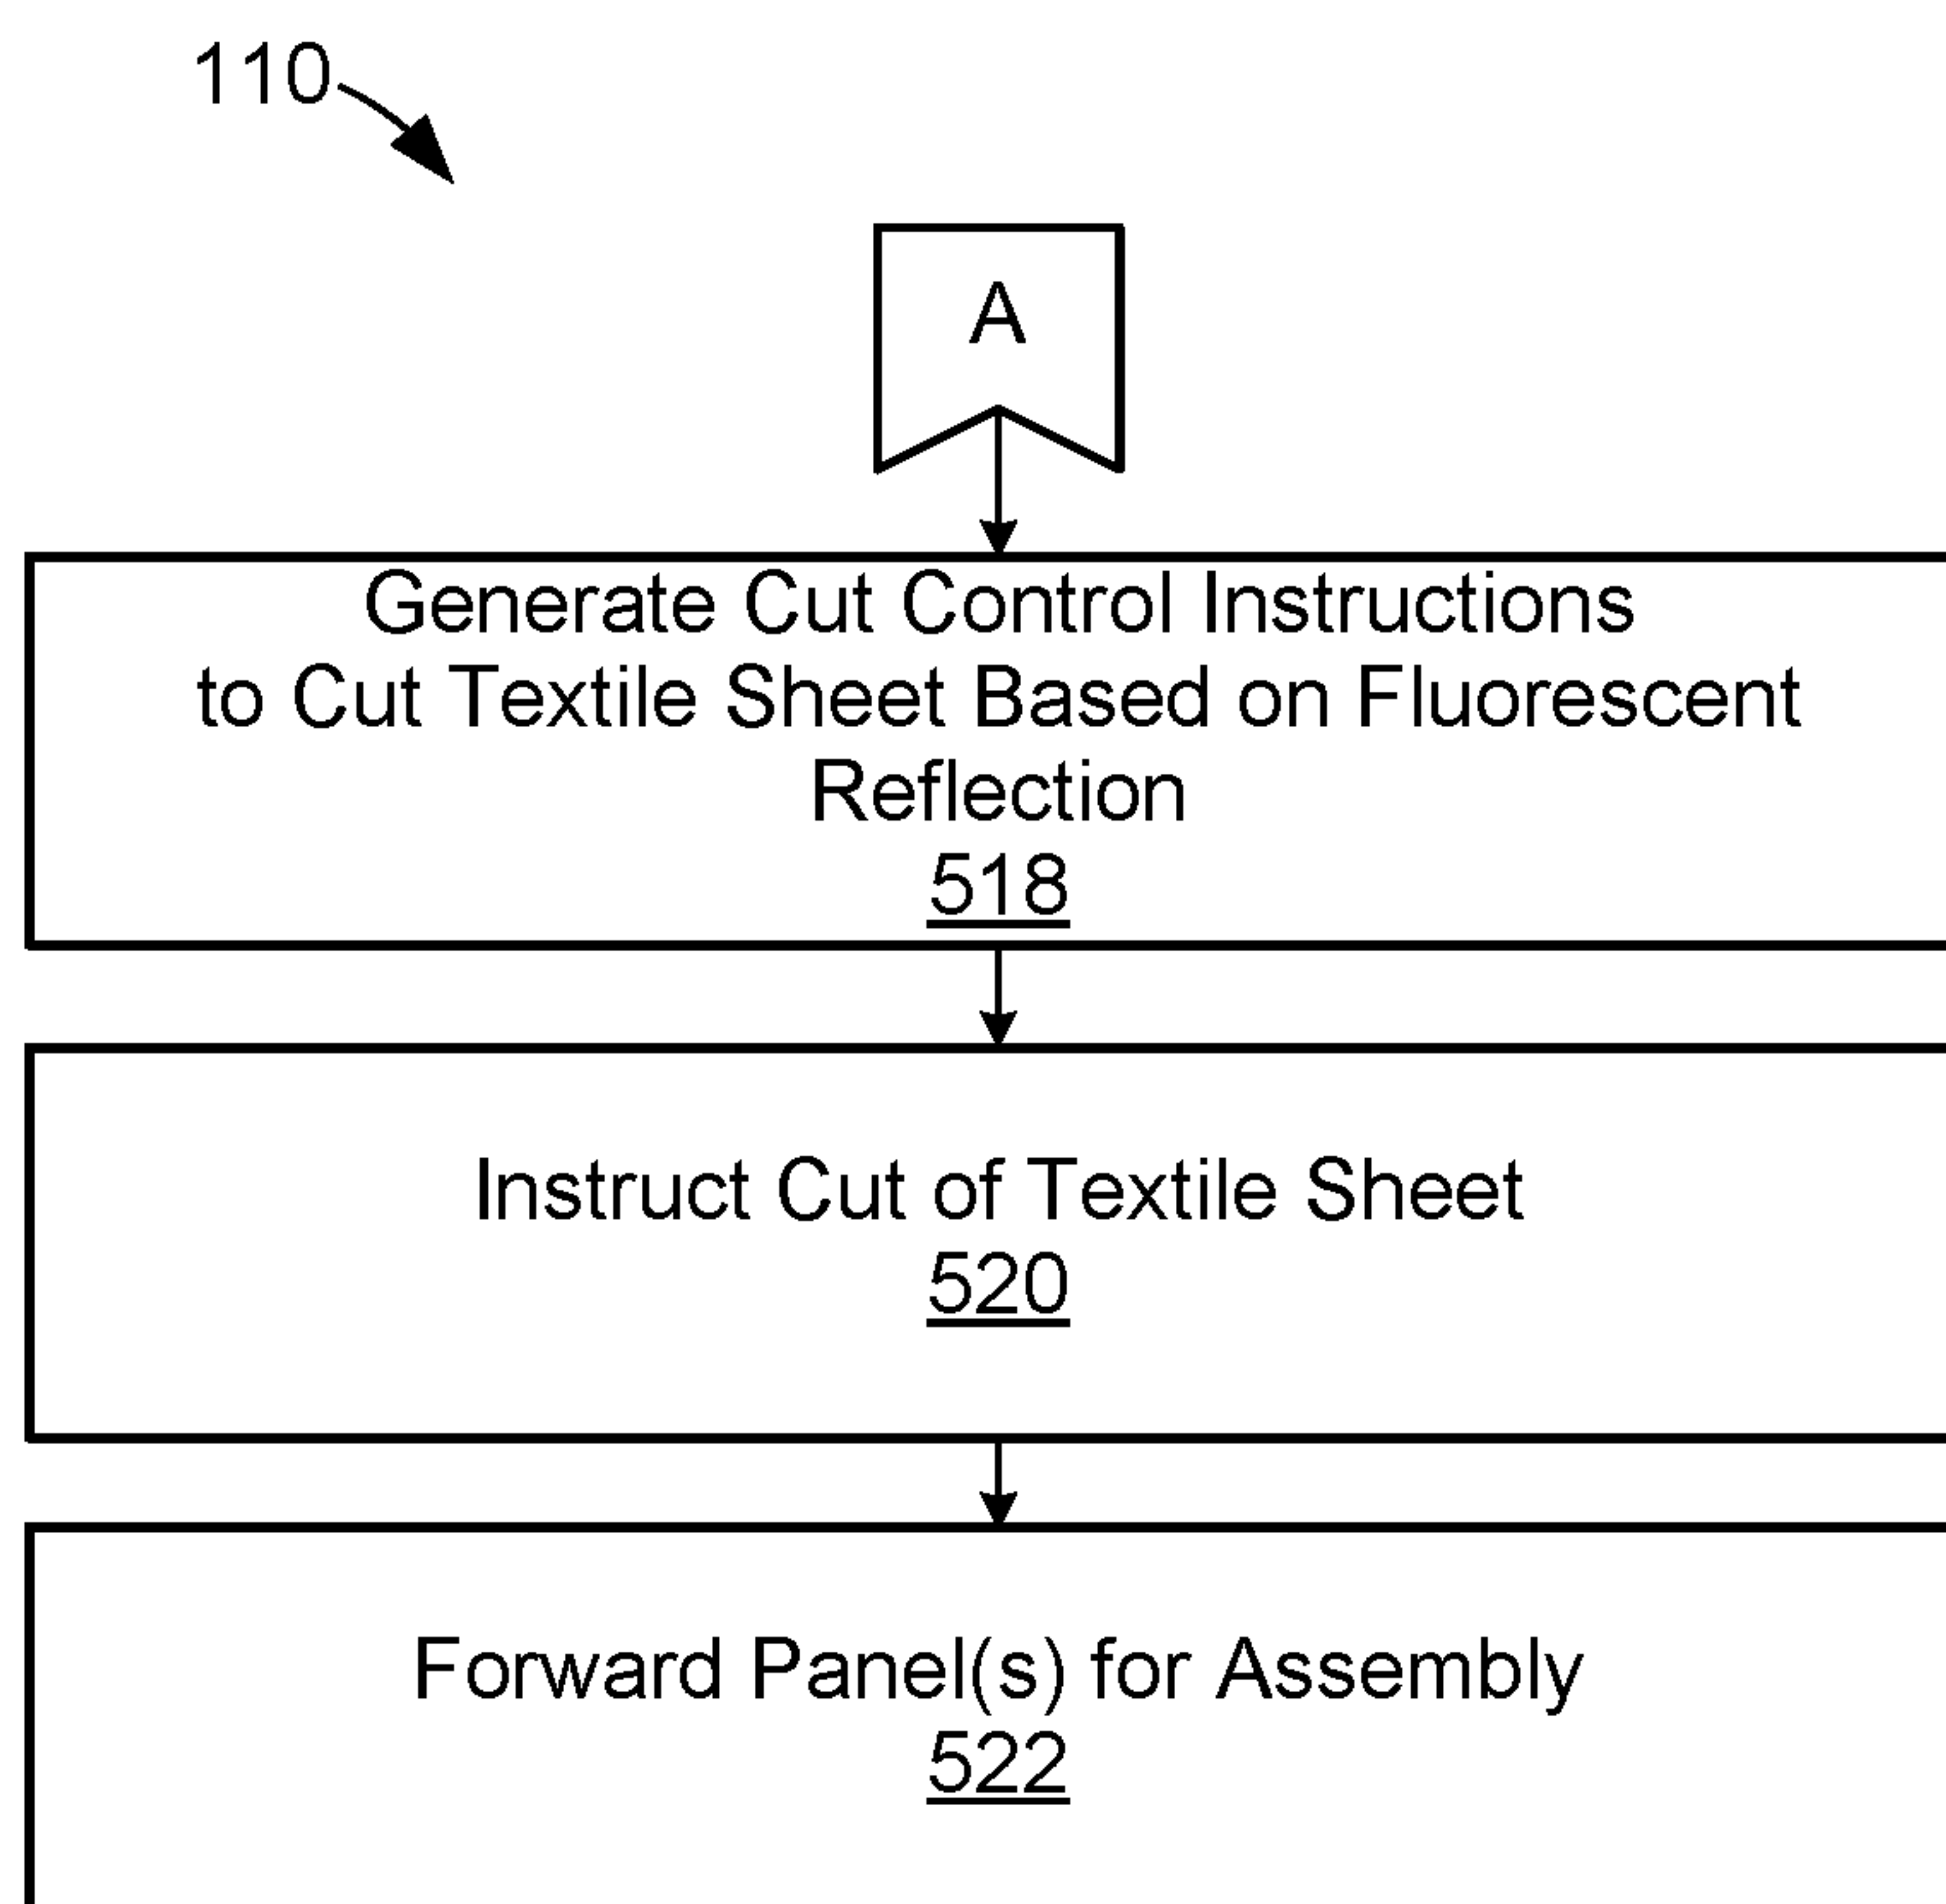 110
A
Generate Cut Control Instructions
to Cut Textile Sheet Based on Fluorescent
Reflection
518
Instruct Cut of Textile Sheet
520
Forward Panel(s) for Assembly
522